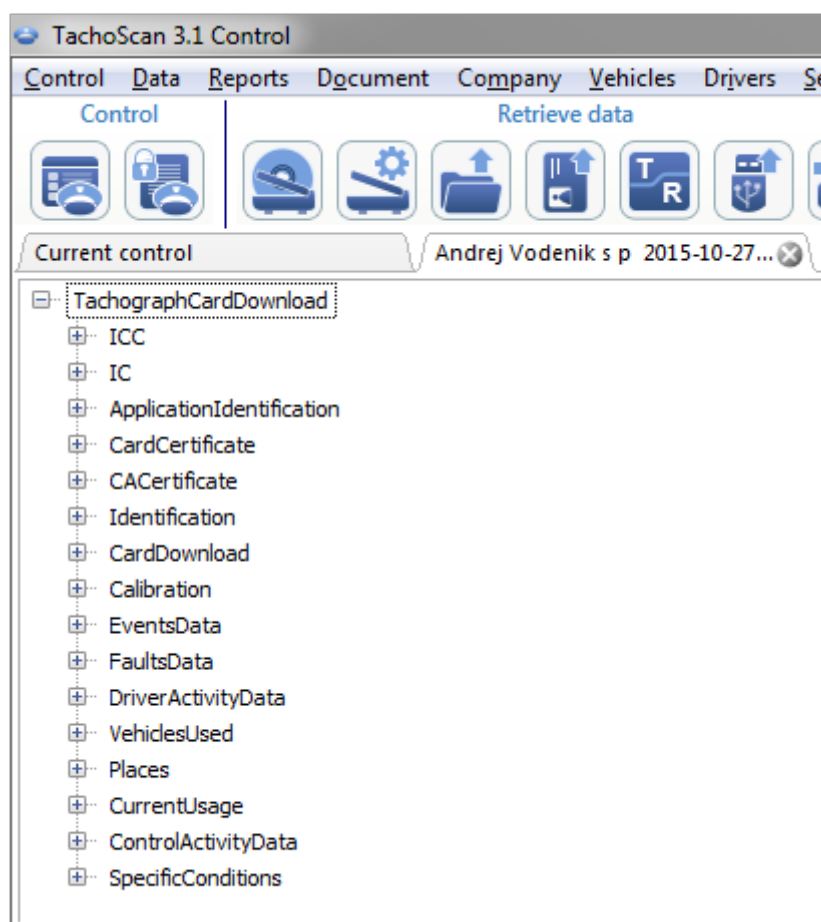 TachoScan 3.1 Control
Control Data Reports Document Company Vehicles Drivers
Control Retrieve data
T R
Current control Andrej Vodenik s p 2015-10-27...
TachographCardDownload
ICC
IC
ApplicationIdentification
CardCertificate
CACertificate
Identification
CardDownload
Calibration
EventsData
FaultsData
DriverActivityData
VehiclesUsed
Places
CurrentUsage
ControlActivityData
SpecificConditions